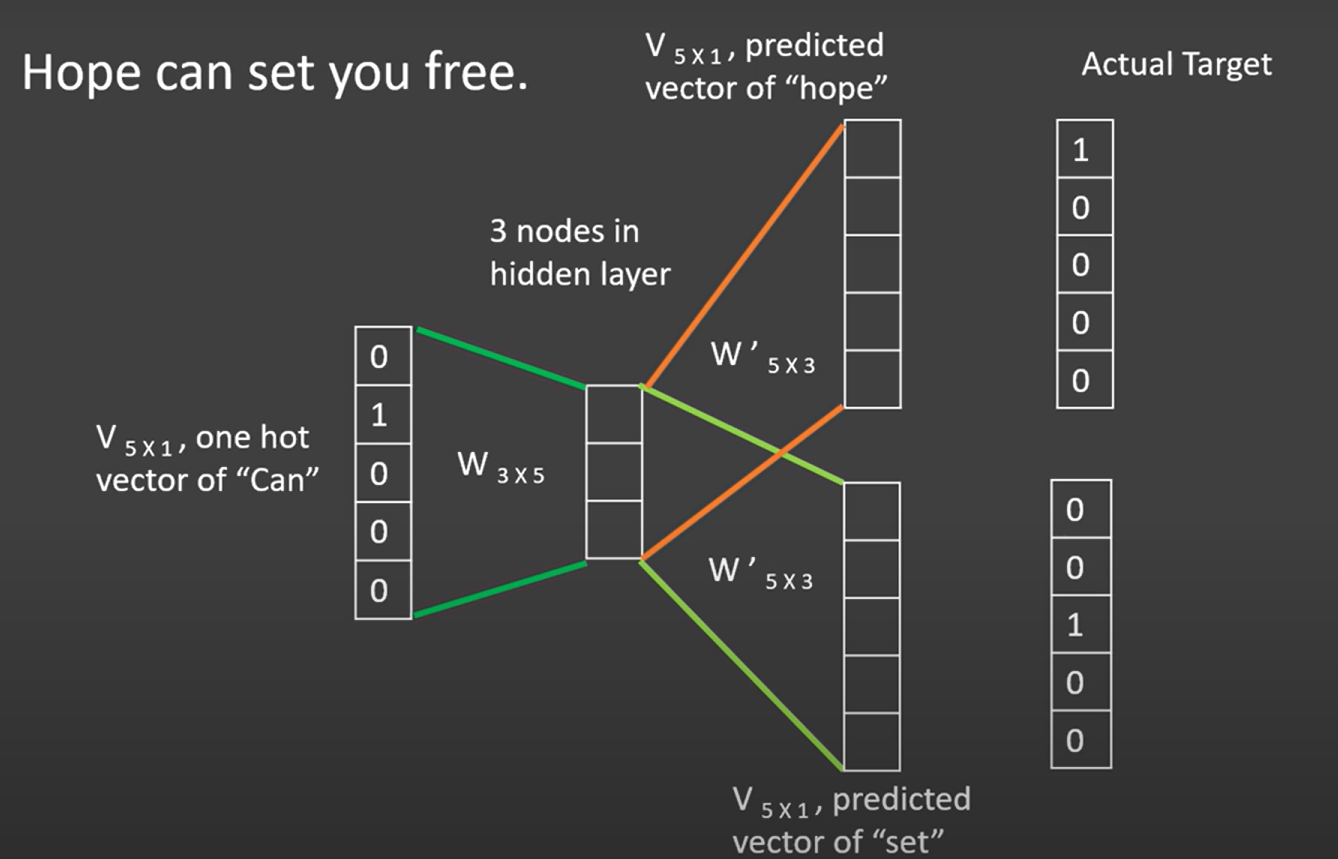 Hope can set you free.
V 5 X 1, predicted
vector of “hope”
Actual Target
3 nodes in
hidden layer
1
0
0
0
0
W ’ 5 X 3
0
1
0
0
0
V 5 X 1, one hot
vector of “Can”
W 3 X 5
W ’ 5 X 3
0
0
1
0
0
V 5 X 1, predicted
vector of “set”